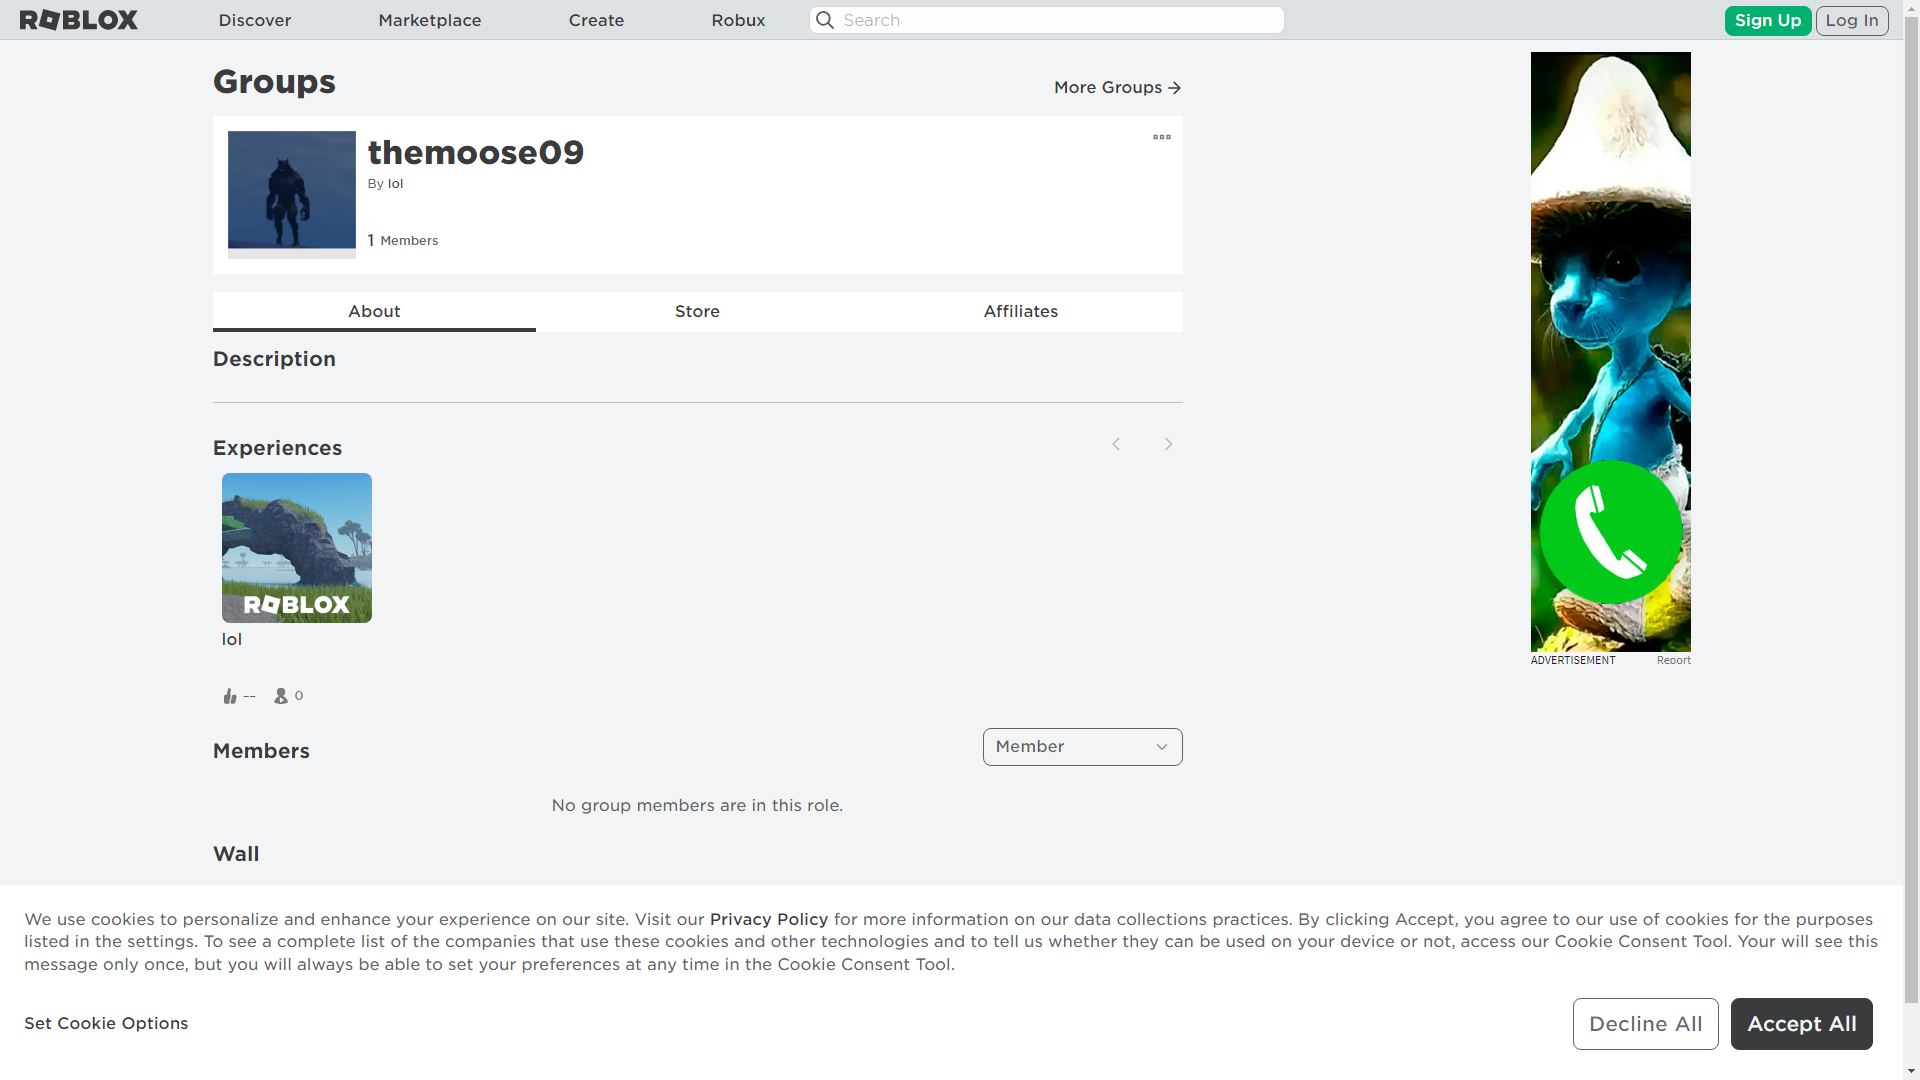 ROBLOX Discover Marketplace Create Robux Search Sign Up Log In
Groups More Groups
themoose09
By lol
1 Members
About Store Affiliates
Description
Experiences
ROBLOX
lol
-- 0
ADVERTISEMENT Report
Members Member
No group members are in this role.
Wall
We use cookies to personalize and enhance your experience on our site. Visit our Privacy Policy for more information on our data collections practices. By clicking Accept, you agree to our use of cookies for the purposes
listed in the settings. To see a complete list of the companies that use these cookies and other technologies and to tell us whether they can be used on your device or not, access our Cookie Consent Tool. Your will see this
message only once, but you will always be able to set your preferences at any time in the Cookie Consent Tool.
Set Cookie Options Decline All Accept All